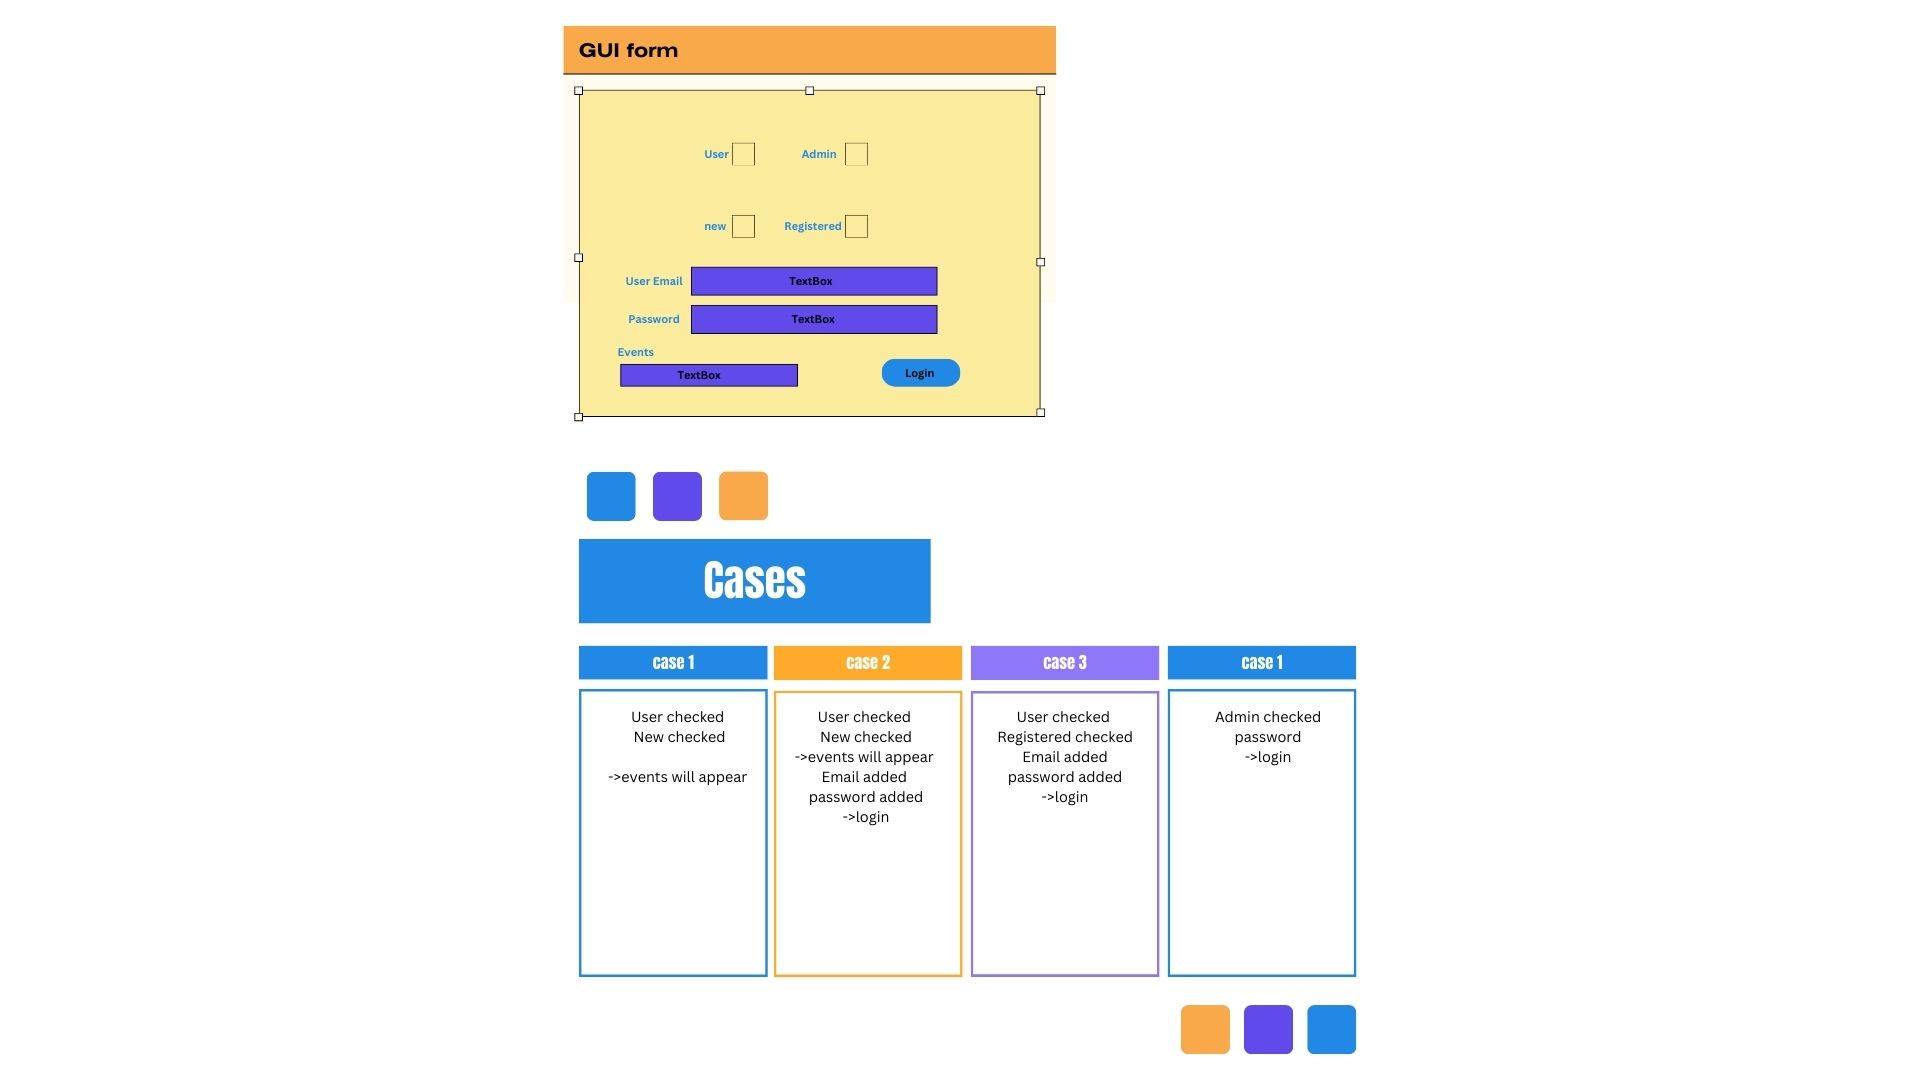 GUI form
User
Admin
new
Registered
User Email
TextBox
Password
TextBox
Events
TextBox
Login
Cases
case 1
User checked
New checked
->events will appear
case 2
User checked
New checked
->events will appear
Email added
password added
->login
case 3
User checked
Registered checked
Email added
password added
->login
case 1
Admin checked
password
->login